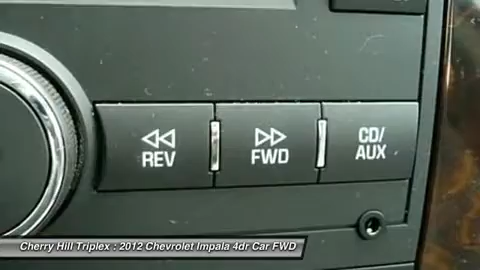 REV
FWD
CD/
AUX
Cherry Hill Triplex : 2012 Chevrolet Impala 4dr Car FWD